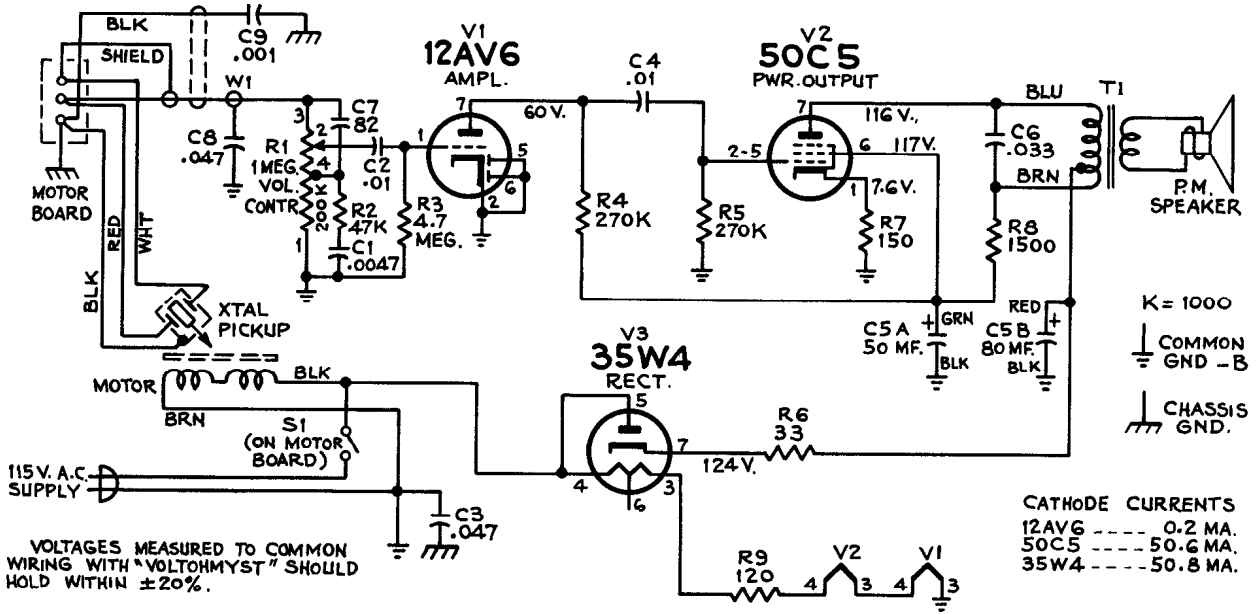 BLK
C9
.001
SHIELD
W1
C8
.047
MOTOR
BOARD
RED
WHT
BLK
XTAL
PICKUP
3
2
R1
1 MEG.
VOL.
CONTR.
4
200K
1
C7
82
C2
.01
R2
47K
C1
.0047
R3
4.7
MEG.
V1
12AV6
AMPL.
7
1
5
6
2
60 V.
C4
.01
R4
270K
R5
270K
V2
50C5
PWR. OUTPUT
7
2-5
6
1
116 V.,
117V.
7.6V.
R7
150
BLU
C6
.033
BRN
R8
1500
T1
P.M.
SPEAKER
C5A
50 MF.
+
GRN
BLK
RED
C5B
80 MF.
+
BLK
K = 1000
COMMON
GND -B
CHASSIS
GND.
MOTOR
BLK
BRN
S1
(ON MOTOR
BOARD)
115 V. A.C.
SUPPLY
C3
.047
V3
35W4
RECT.
5
7
4
6
3
124V.
R6
33
R9
120
V2
4
3
V1
4
3
VOLTAGES MEASURED TO COMMON
WIRING WITH "VOLTOHMYST" SHOULD
HOLD WITHIN ±20%.
CATHODE CURRENTS
12AV6 ----- 0.2 MA.
50C5 ----- 50.6 MA.
35W4 ----- 50.8 MA.